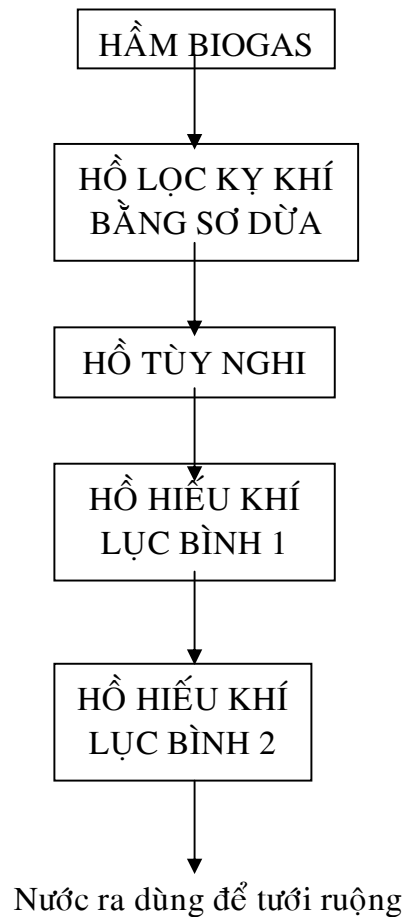 HẦM BIOGAS
HỒ LỌC KỴ KHÍ
BẰNG SƠ DỪA
HỒ TÙY NGHI
HỒ HIẾU KHÍ
LỤC BÌNH 1
HỒ HIẾU KHÍ
LỤC BÌNH 2
Nước ra dùng để tưới ruộng